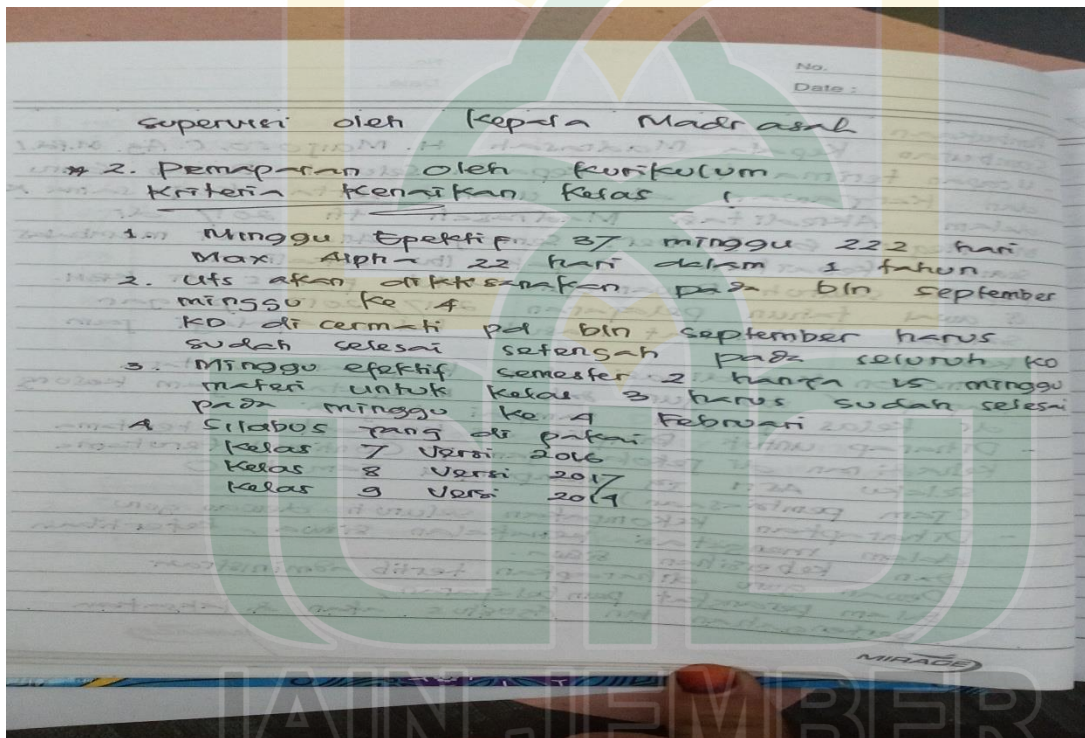 No.
Date :
Supervisi oleh Kepala Madrasah
2. Pemaparan oleh Kurikulum
Kriteria Kenaikan Kelas :
1. Minggu Epektif 37 minggu 222 hari
Max Alpha 22 hari dalam 1 tahun
2. Uts akan di pada bln September
minggu ke 4
KD di cermati pd bln September harus
sudah selesai setengah pada seluruh KD
3. Minggu efektif semester 2 hanya 15 minggu
materi untuk Kelas 3 harus sudah selesai
pada minggu ke 4 Februari
4 Silabus yang di pakai
Kelas 7 Versi 2016
Kelas 8 Versi 2017
Kelas 9 Versi
MIRAGE
IAIN JEMBER